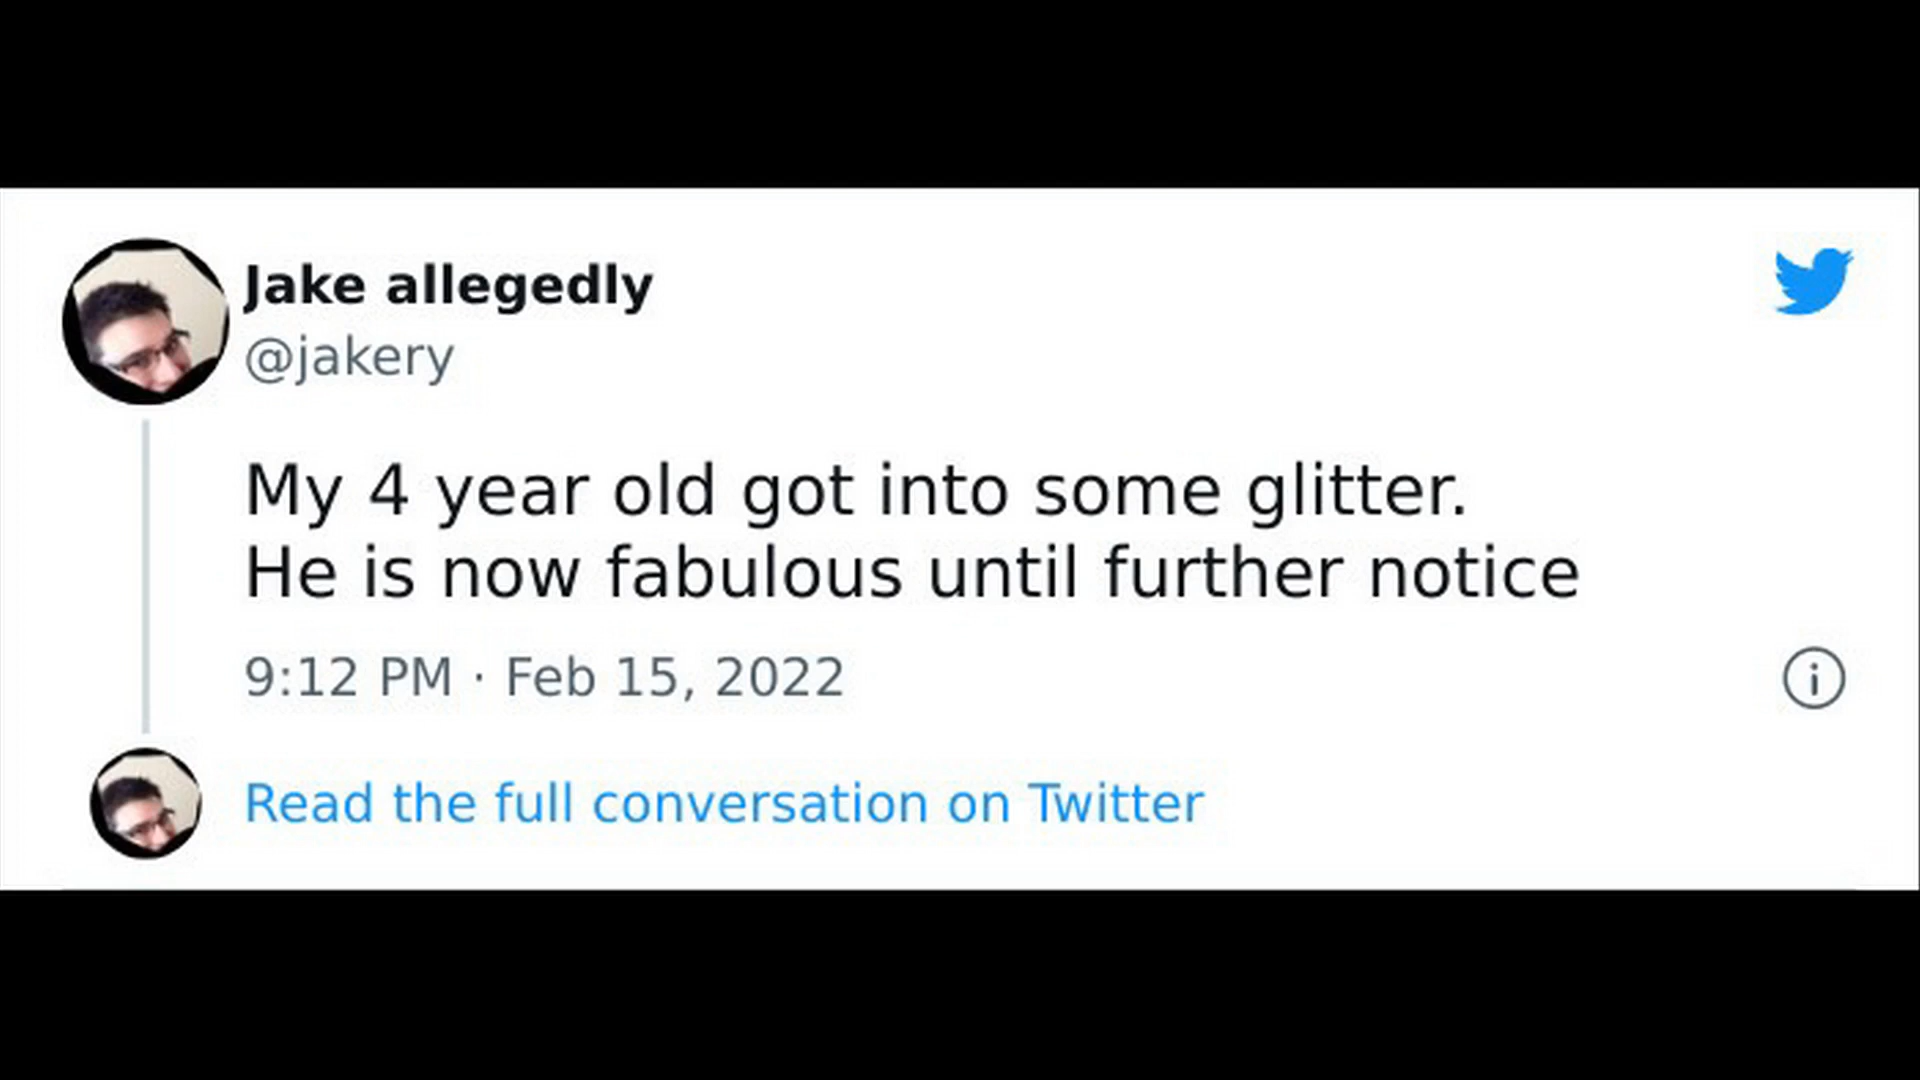 Jake allegedly
@jakery
My 4 year old got into some glitter.
He is now fabulous until further notice
9:12 PM · Feb 15, 2022
Read the full conversation on Twitter